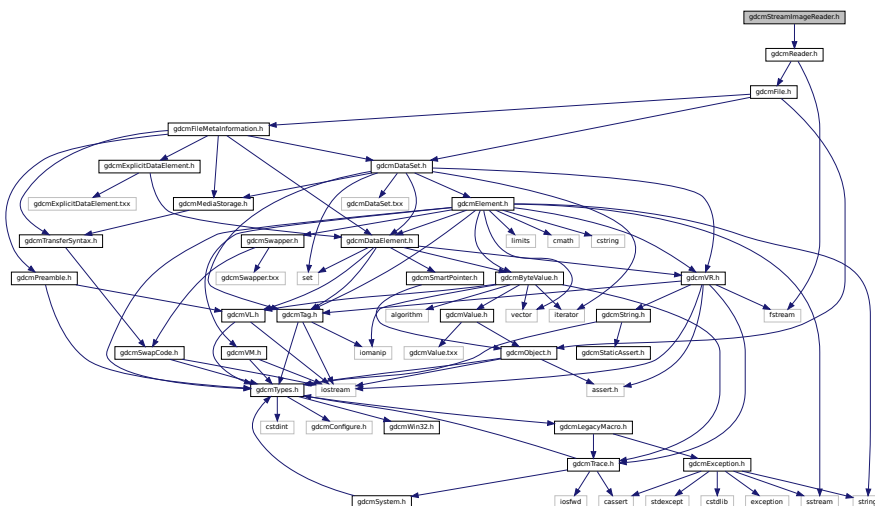 gdcmStreamImageReader.h
gdcmReader.h
gdcmFile.h
gdcmFileMetaInformation.h
gdcmExplicitDataElement.h
gdcmDataSet.h
gdcmExplicitDataElement.txx
gdcmMediaStorage.h
gdcmDataSet.txx
gdcmElement.h
gdcmTransferSyntax.h
gdcmSwapper.h
gdcmDataElement.h
limits
cmath
cstring
gdcmPreamble.h
gdcmSwapper.txx
set
gdcmSmartPointer.h
gdcmByteValue.h
gdcmVR.h
gdcmVL.h
gdcmTag.h
algorithm
gdcmValue.h
vector
iterator
gdcmString.h
fstream
gdcmSwapCode.h
gdcmVM.h
iomanip
gdcmValue.txx
gdcmObject.h
gdcmStaticAssert.h
gdcmTypes.h
iostream
assert.h
cstdint
gdcmConfigure.h
gdcmWin32.h
gdcmLegacyMacro.h
gdcmTrace.h
gdcmException.h
gdcmSystem.h
iosfwd
cassert
stdexcept
cstdlib
exception
sstream
string